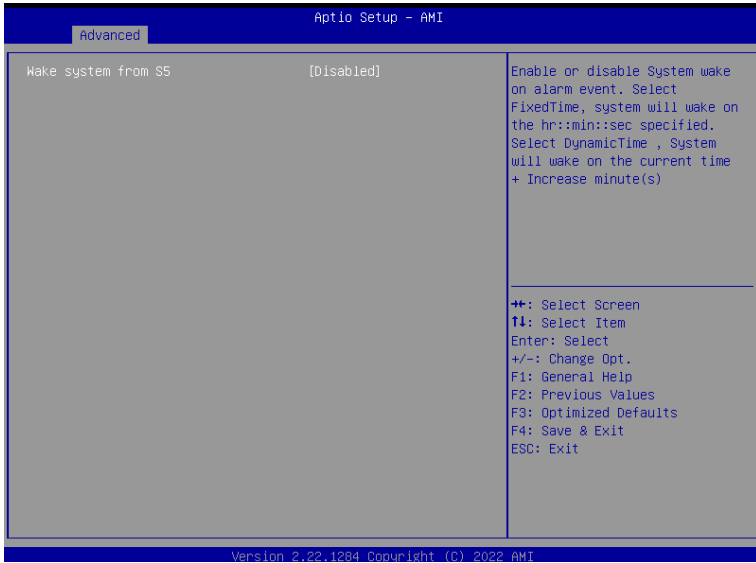 Aptio Setup – AMI
Advanced
Wake system from S5 [Disabled]
Enable or disable System wake
on alarm event. Select
FixedTime, system will wake on
the hr::min::sec specified.
Select DynamicTime , System
will wake on the current time
+ Increase minute(s)
→←: Select Screen
↑↓: Select Item
Enter: Select
+/-: Change Opt.
F1: General Help
F2: Previous Values
F3: Optimized Defaults
F4: Save & Exit
ESC: Exit
Version 2.22.1284 Copyright (C) 2022 AMI